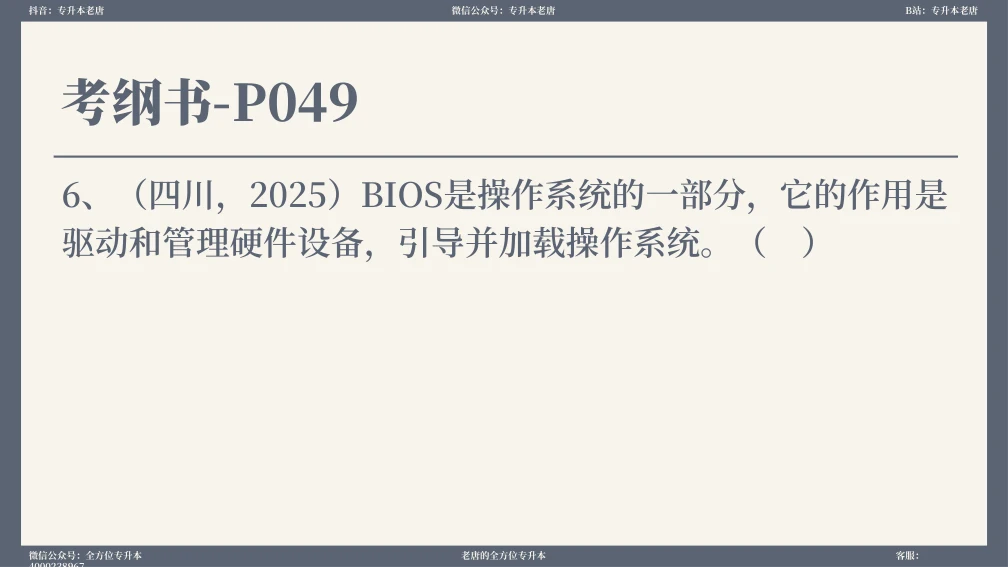 抖音：专升本老唐
微信公众号：专升本老唐
B站：专升本老唐
考纲书-P049
6、（四川，2025）BIOS是操作系统的一部分，它的作用是
驱动和管理硬件设备，引导并加载操作系统。（　）
微信公众号：全方位专升本
老唐的全方位专升本
客服：
4000238967